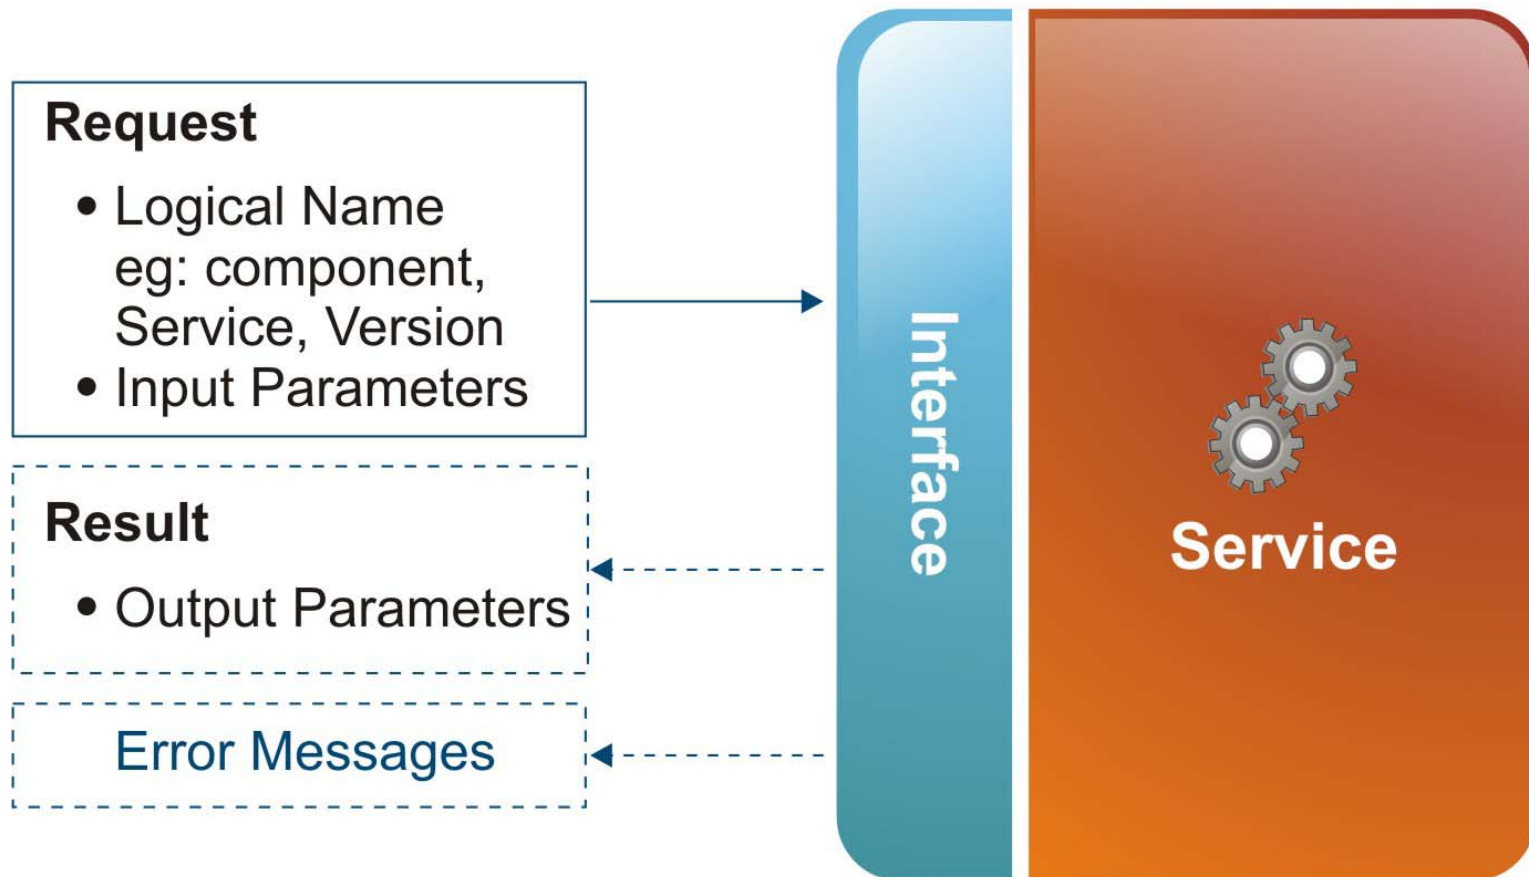 Request
• Logical Name
eg: component,
Service, Version
• Input Parameters
Result
• Output Parameters
Error Messages
Interface
Service